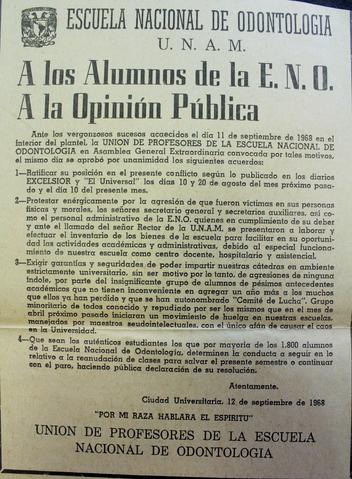 ESCUELA NACIONAL DE ODONTOLOGIA
U. N. A. M.
A los Alumnos de la E. N. O.
A la Opinión Pública
Ante los vergonzosos sucesos acaecidos el día 11 de septiembre de 1968 en el
interior del plantel, la UNION DE PROFESORES DE LA ESCUELA NACIONAL DE
ODONTOLOGIA en Asamblea General Extraordinaria convocada por tales motivos,
el mismo día se aprobó por unanimidad los siguientes acuerdos:
1—Ratificar su posición en el presente conflicto según lo publicado en los diarios
EXCELSIOR y "El Universal" los días 10 y 20 de agosto del mes próximo pasa-
do y el día 10 del presente mes.
2—Protestar enérgicamente por la agresión de que fueron víctimas en sus personas
físicas y morales, los señores secretario general y secretarios auxiliares, así co-
mo el personal administrativo de la E.N.O. quienes en cumplimiento de su deber
y ante el llamado del señor Rector de la U.N.A.M. se presentaron a laborar y
efectuar el inventario de los bienes de la escuela para facilitar en su oportuni-
dad las actividades académicas y administrativas, debido al especial funciona-
miento de nuestra escuela como centro docente, hospitalario y asistencial.
3—Exigir garantías y seguridades de poder impartir nuestras cátedras en ambiente
estrictamente universitario, sin ser motivo por lo tanto, de agresiones de ninguna
índole, por parte del insignificante grupo de alumnos de pésimos antecedentes
académicos que no tienen inconveniente en agregar un año más a los muchos
que ellos ya han perdido y que se han autonombrado "Comité de Lucha". Grupo
minoritario de todos conocido y repudiado por ser los mismos que en el mes de
abril próximo pasado iniciaran un movimiento de huelga en nuestras escuelas,
manejados por maestros seudointelectuales, con el único afán de causar el caos
en la Universidad.
4—Que sean los auténticos estudiantes los que por mayoría de los 1.800 alumnos
de la Escuela Nacional de Odontología, determinen la conducta a seguir en lo
relativo a la reanudación de clases para salvar el presente semestre o continuar
con el paro, haciendo pública declaración de su resolución.
Atentamente.
Ciudad Universitaria, 12 de septiembre de 1968
"POR MI RAZA HABLARA EL ESPIRITU"
UNION DE PROFESORES DE LA ESCUELA
NACIONAL DE ODONTOLOGIA